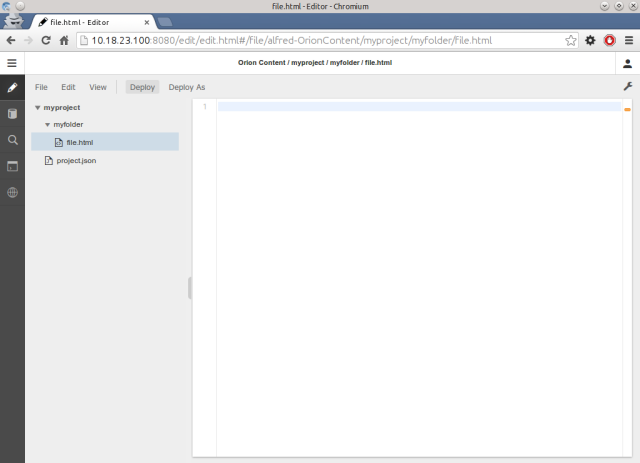 file.html - Editor - Chromium
file.html - Editor
10.18.23.100:8080/edit/edit.html#/file/alfred-OrionContent/myproject/myfolder/file.html
Orion Content / myproject / myfolder / file.html
File Edit View Deploy Deploy As
myproject
myfolder
file.html
project.json
1